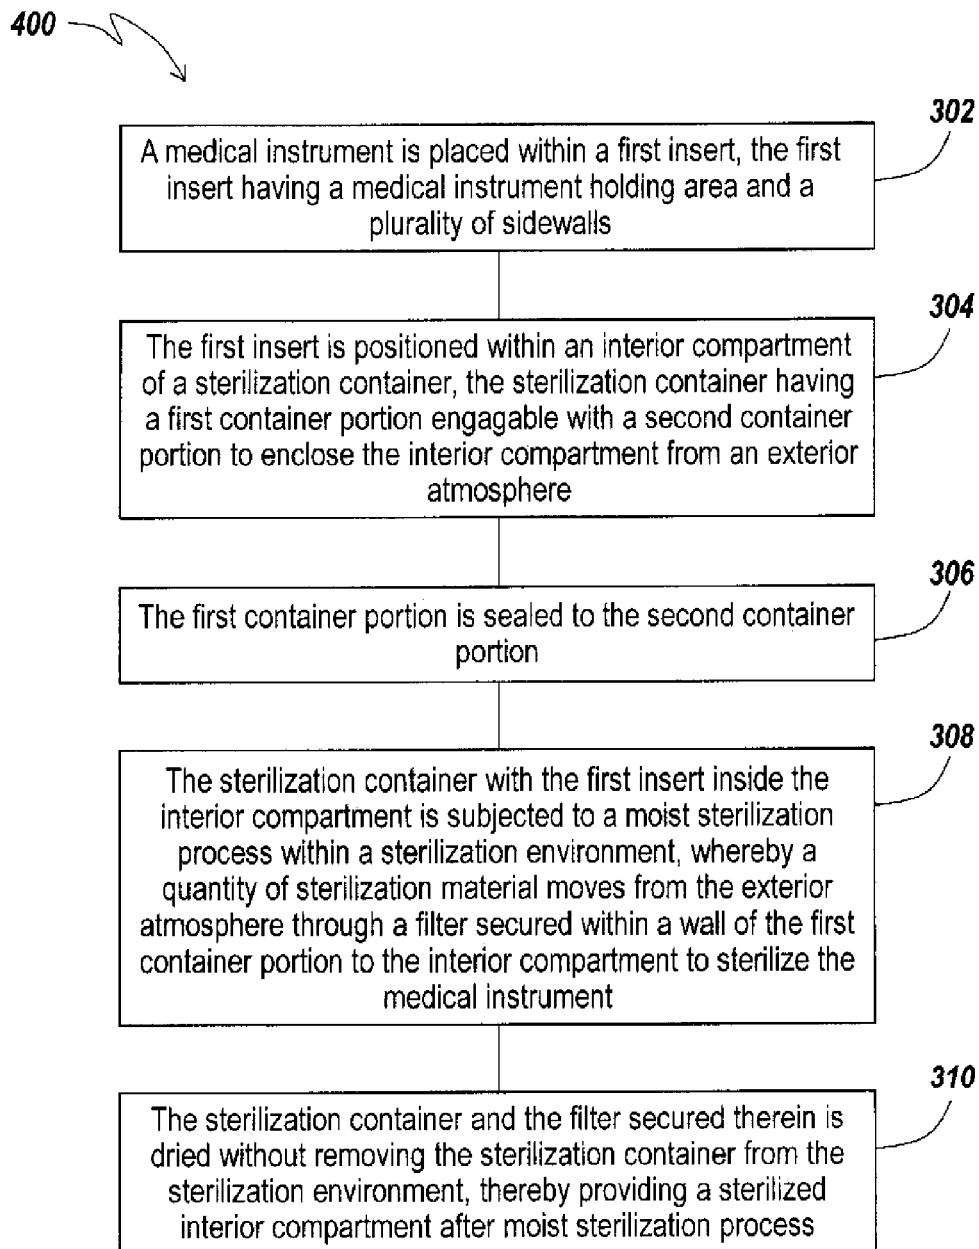 400
302
A medical instrument is placed within a first insert, the first
insert having a medical instrument holding area and a
plurality of sidewalls
304
The first insert is positioned within an interior compartment
of a sterilization container, the sterilization container having
a first container portion engagable with a second container
portion to enclose the interior compartment from an exterior
atmosphere
306
The first container portion is sealed to the second container
portion
308
The sterilization container with the first insert inside the
interior compartment is subjected to a moist sterilization
process within a sterilization environment, whereby a
quantity of sterilization material moves from the exterior
atmosphere through a filter secured within a wall of the first
container portion to the interior compartment to sterilize the
medical instrument
310
The sterilization container and the filter secured therein is
dried without removing the sterilization container from the
sterilization environment, thereby providing a sterilized
interior compartment after moist sterilization process